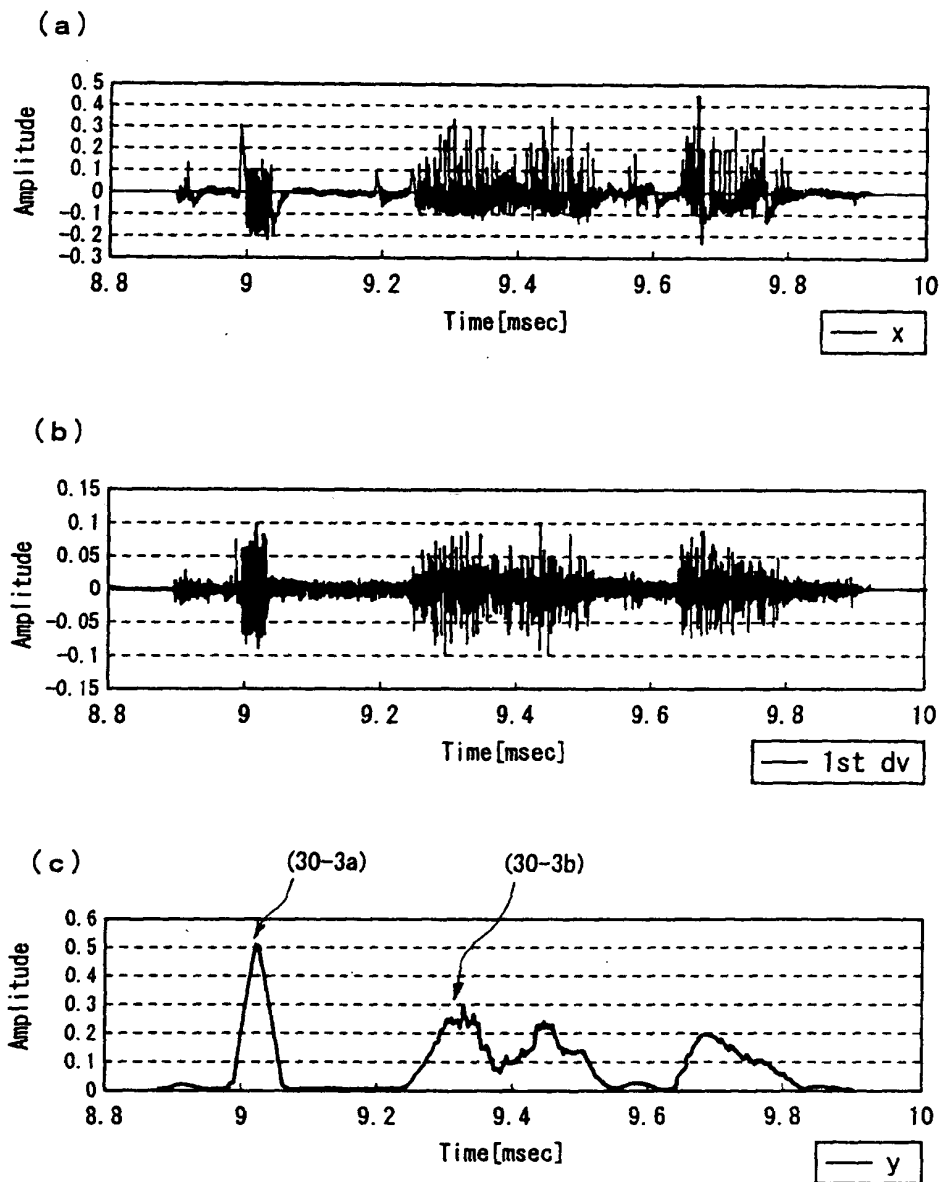 (a)
Amplitude
0.5
0.4
0.3
0.2
0.1
0
-0.1
-0.2
-0.3
8.8 9 9.2 9.4 9.6 9.8 10
Time[msec]
x
(b)
Amplitude
0.15
0.1
0.05
0
-0.05
-0.1
-0.15
8.8 9 9.2 9.4 9.6 9.8 10
Time[msec]
1st dv
(c)
(30-3a) (30-3b)
Amplitude
0.6
0.5
0.4
0.3
0.2
0.1
0
8.8 9 9.2 9.4 9.6 9.8 10
Time[msec]
y